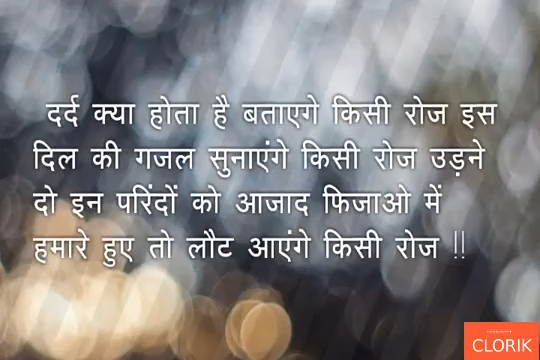 दर्द क्या होता है बताएगे किसी रोज इस
दिल की गजल सुनाएंगे किसी रोज उड़ने
दो इन परिंदों को आजाद फिजाओ में
हमारे हुए तो लौट आएंगे किसी रोज !!
CLORIK